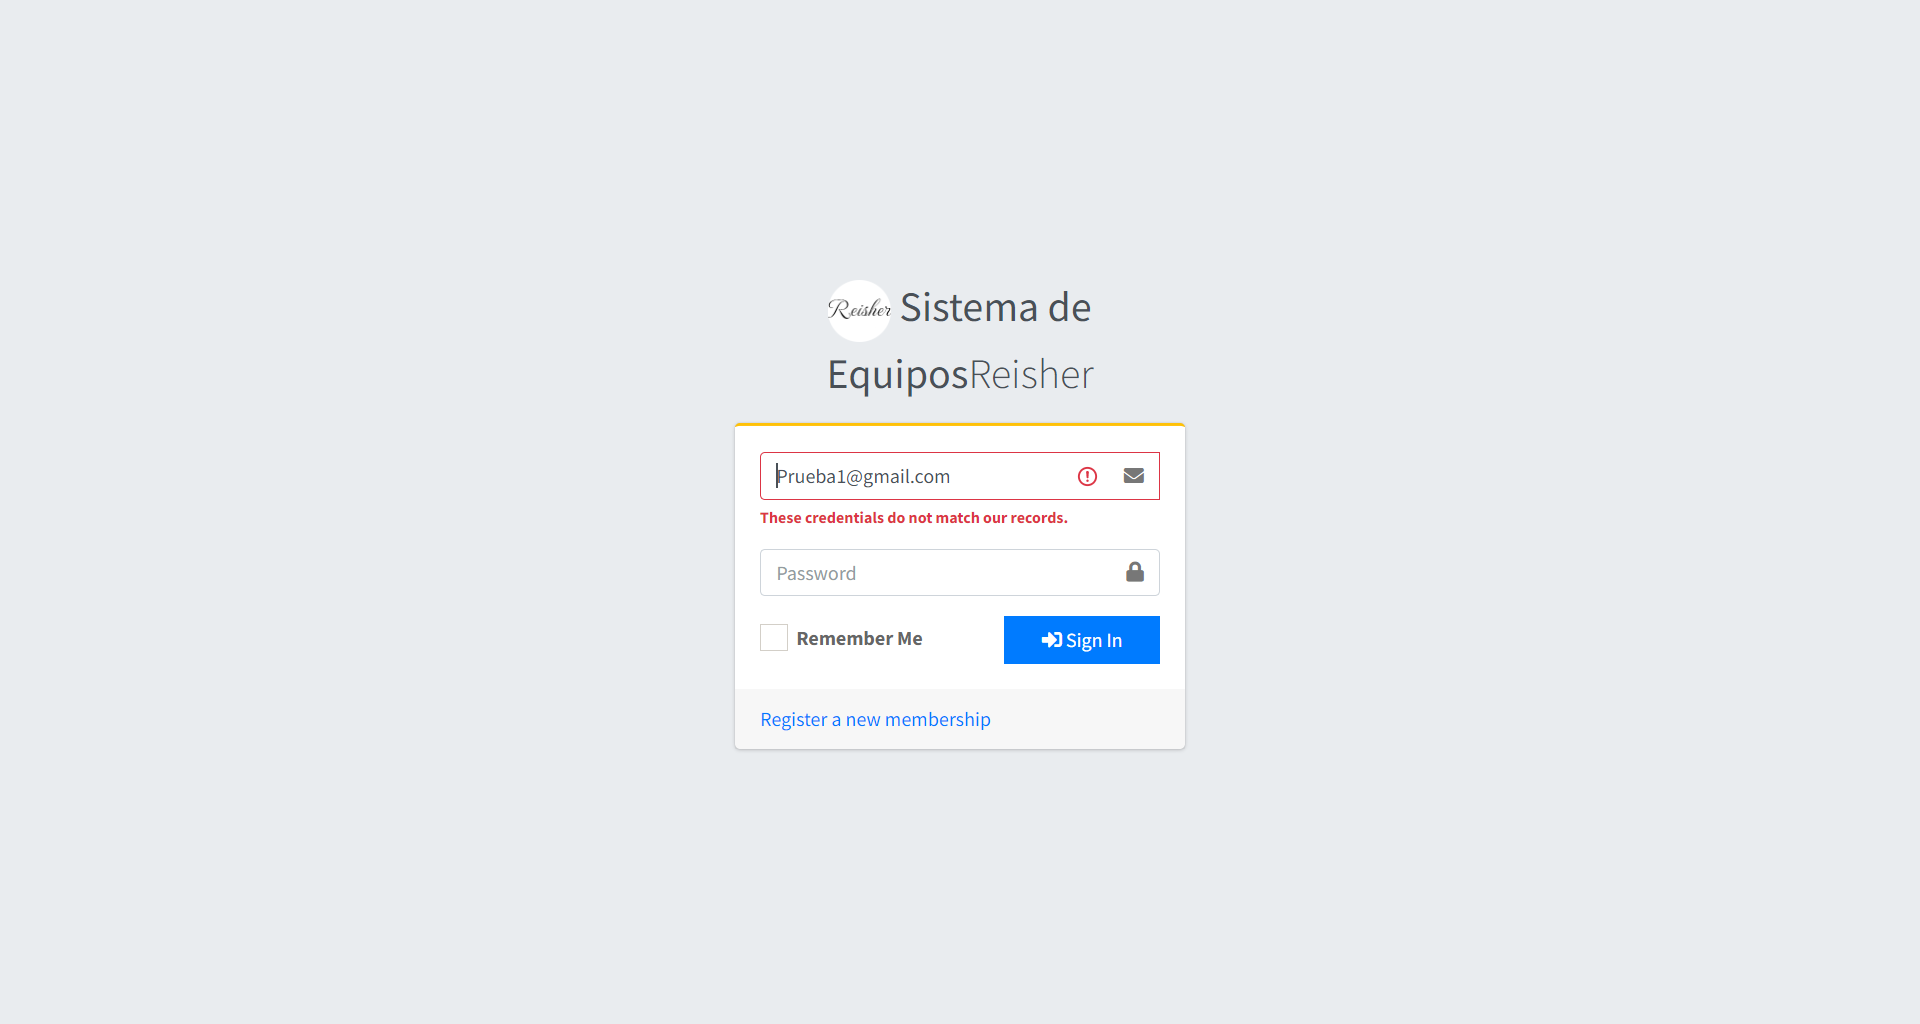 Reisher Sistema de
EquiposReisher
Prueba1@gmail.com
These credentials do not match our records.
Password
Remember Me
Sign In
Register a new membership